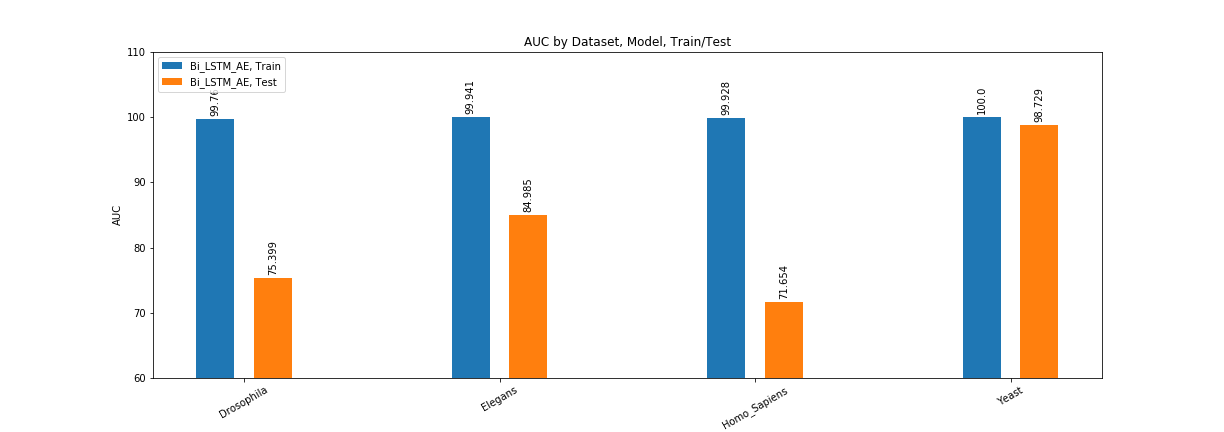 AUC by Dataset, Model, Train/Test
Bi_LSTM_AE, Train
Bi_LSTM_AE, Test
110
100
90
80
70
60
AUC
75.399
99.941
84.985
99.928
71.654
100.0
98.729
Drosophila
Elegans
Homo_Sapiens
Yeast